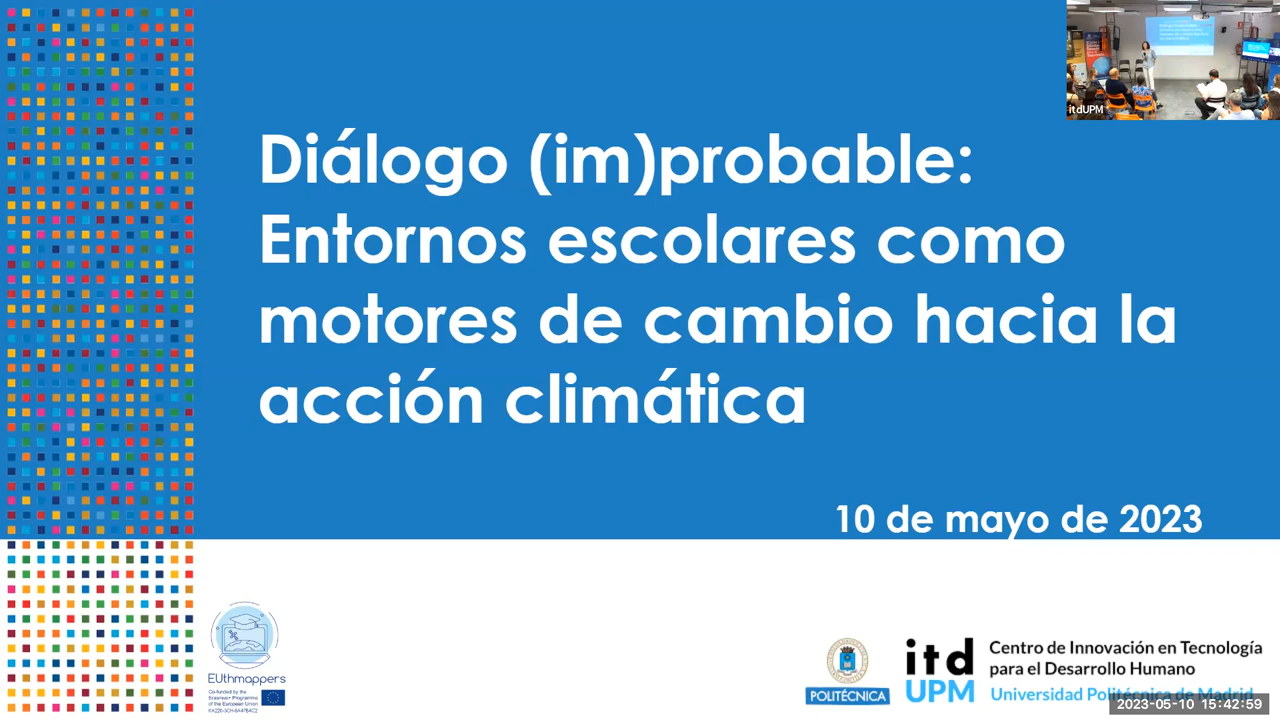 itdUPM
Diálogo (im)probable:
Entornos escolares como
motores de cambio hacia la
acción climática
10 de mayo de 2023
EUthmappers
Co-funded by the
Erasmus+ Programme
of the European Union
POLITÉCNICA
itd
UPM
Centro de Innovación en Tecnología
para el Desarrollo Humano
Universidad Politécnica de Madrid
2023-05-10 15:42:59